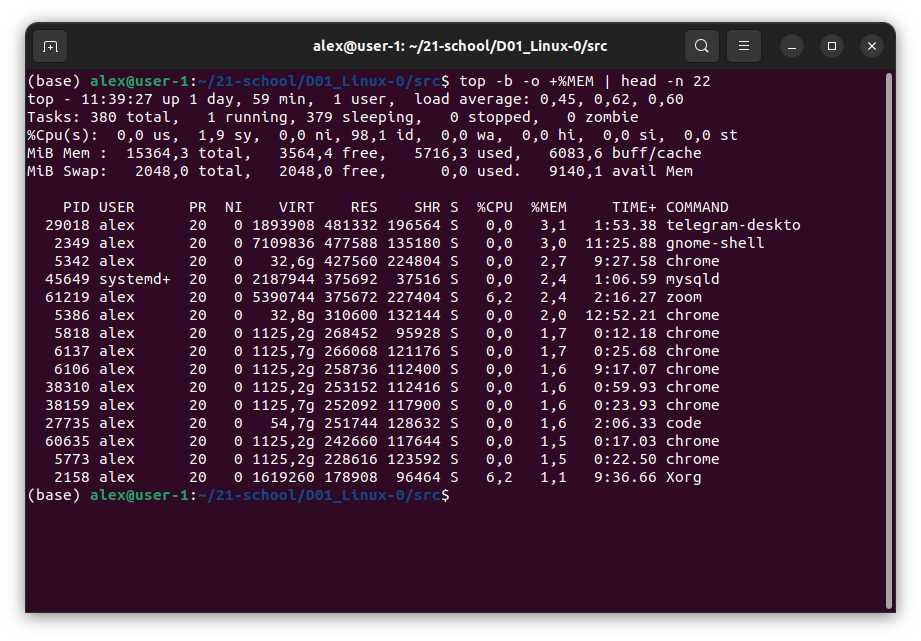 alex@user-1: ~/21-school/D01_Linux-0/src
(base) alex@user-1:~/21-school/D01_Linux-0/src$ top -b -o +%MEM | head -n 22
top - 11:39:27 up 1 day, 59 min,  1 user,  load average: 0,45, 0,62, 0,60
Tasks: 380 total,   1 running, 379 sleeping,   0 stopped,   0 zombie
%Cpu(s):  0,0 us,  1,9 sy,  0,0 ni, 98,1 id,  0,0 wa,  0,0 hi,  0,0 si,  0,0 st
MiB Mem :  15364,3 total,   3564,4 free,   5716,3 used,   6083,6 buff/cache
MiB Swap:   2048,0 total,   2048,0 free,      0,0 used.   9140,1 avail Mem
    PID USER      PR  NI    VIRT    RES    SHR S  %CPU  %MEM     TIME+ COMMAND
  29018 alex      20   0 1893908 481332 196564 S   0,0   3,1   1:53.38 telegram-deskto
   2349 alex      20   0 7109836 477588 135180 S   0,0   3,0  11:25.88 gnome-shell
   5342 alex      20   0   32,6g 427560 224804 S   0,0   2,7   9:27.58 chrome
  45649 systemd+  20   0 2187944 375692  37516 S   0,0   2,4   1:06.59 mysqld
  61219 alex      20   0 5390744 375672 227404 S   6,2   2,4   2:16.27 zoom
   5386 alex      20   0   32,8g 310600 132144 S   0,0   2,0  12:52.21 chrome
   5818 alex      20   0 1125,2g 268452  95928 S   0,0   1,7   0:12.18 chrome
   6137 alex      20   0 1125,7g 266068 121176 S   0,0   1,7   0:25.68 chrome
   6106 alex      20   0 1125,2g 258736 112400 S   0,0   1,6   9:17.07 chrome
  38310 alex      20   0 1125,2g 253152 112416 S   0,0   1,6   0:59.93 chrome
  38159 alex      20   0 1125,7g 252092 117900 S   0,0   1,6   0:23.93 chrome
  27735 alex      20   0   54,7g 251744 128632 S   0,0   1,6   2:06.33 code
  60635 alex      20   0 1125,2g 242660 117644 S   0,0   1,5   0:17.03 chrome
   5773 alex      20   0 1125,2g 228616 123592 S   0,0   1,5   0:22.50 chrome
   2158 alex      20   0 1619260 178908  96464 S   6,2   1,1   9:36.66 Xorg
(base) alex@user-1:~/21-school/D01_Linux-0/src$